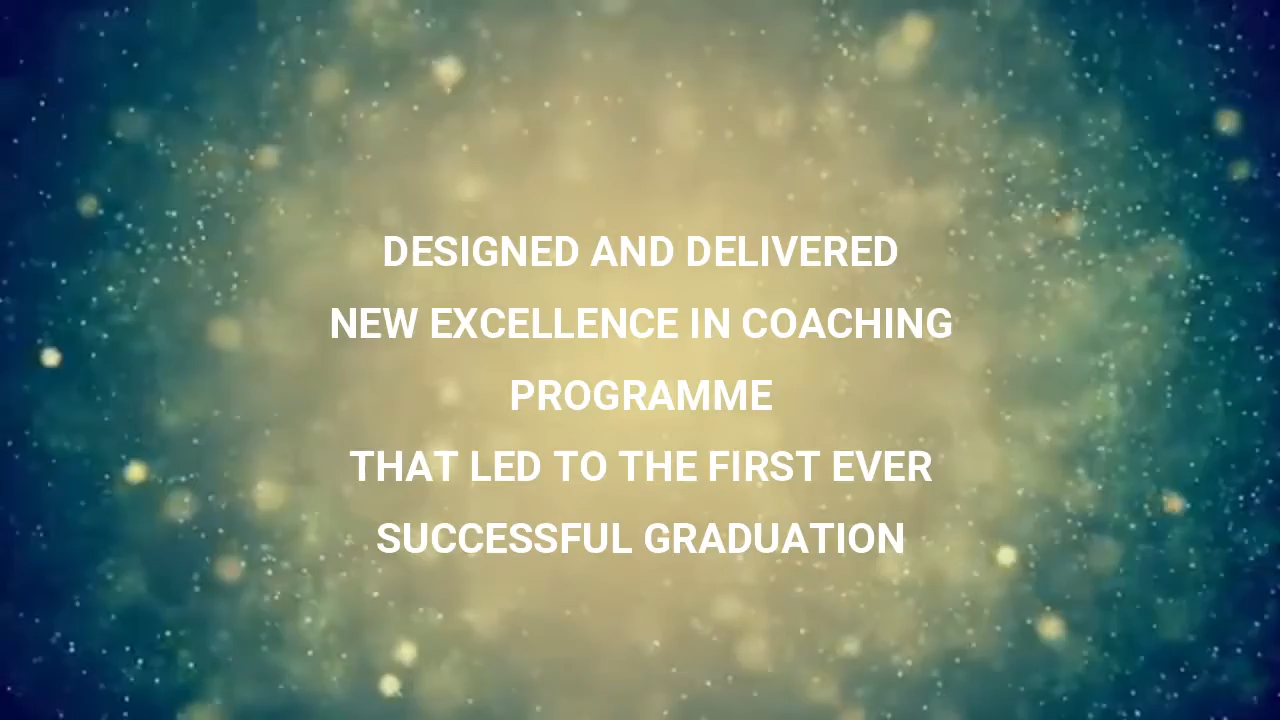 DESIGNED AND DELIVERED
NEW EXCELLENCE IN COACHING
PROGRAMME
THAT LED TO THE FIRST EVER
SUCCESSFUL GRADUATION